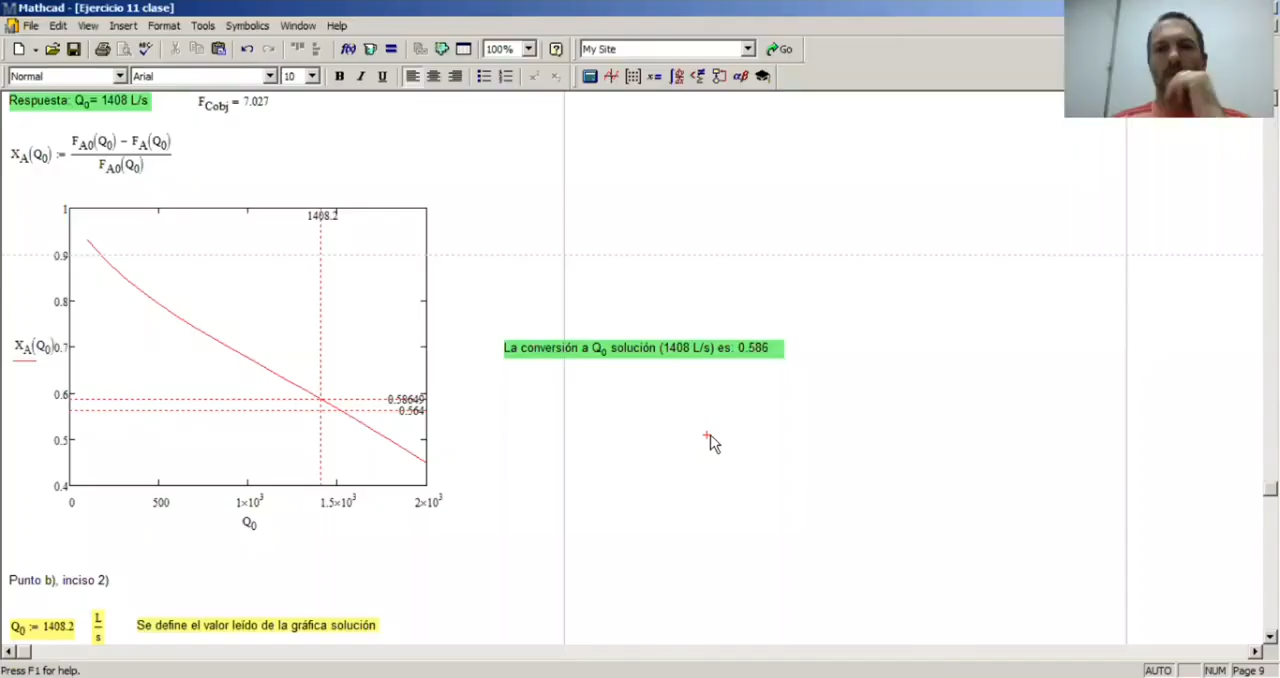 Mathcad - [Ejercicio 11 clase]
File Edit View Insert Format Tools Symbolics Window Help
100% My Site Go
Normal Arial 10 B I U
Respuesta: Q0= 1408 L/s FCobj = 7.027
XA(Q0) := (FA0(Q0) − FA(Q0)) / FA0(Q0)
1408.2
1
0.9
0.8
XA(Q0) 0.7
La conversión a Q0 solución (1408 L/s) es: 0.586
0.6
0.58649
0.564
0.5
0.4
0 500 1×10³ 1.5×10³ 2×10³
Q0
Punto b), inciso 2)
Q0 := 1408.2 L/s Se define el valor leído de la gráfica solución
Press F1 for help. AUTO NUM Page 9